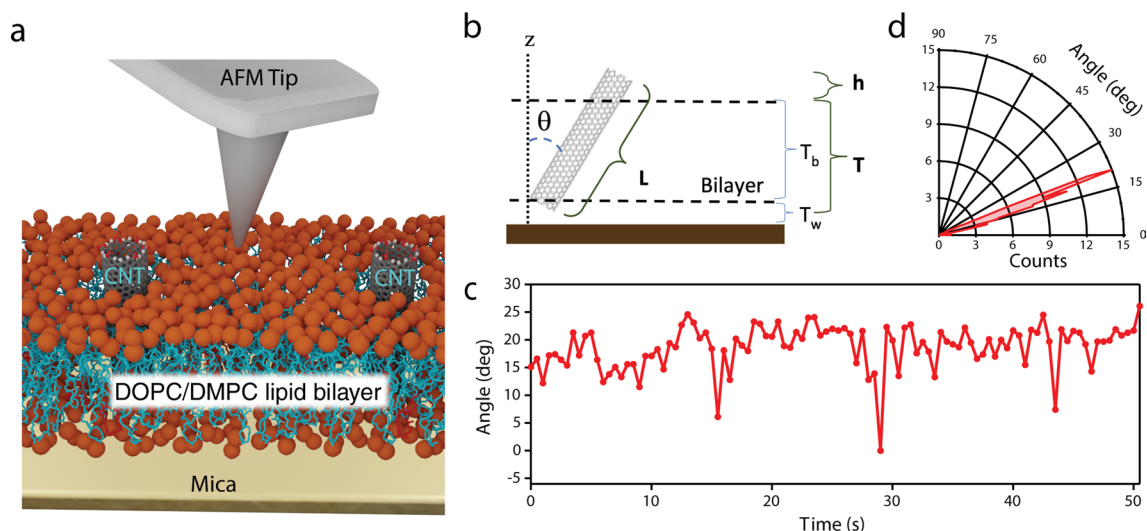 a
AFM Tip
CNT
CNT
DOPC/DMPC lipid bilayer
Mica
b
z
θ
L
Bilayer
h
T
T_b
T_w
d
90
75
60
45
30
15
0
Angle (deg)
15
12
9
6
3
0
0 3 6 9 12 15
Counts
c
30
25
20
15
10
5
0
-5
Angle (deg)
0 10 20 30 40 50
Time (s)